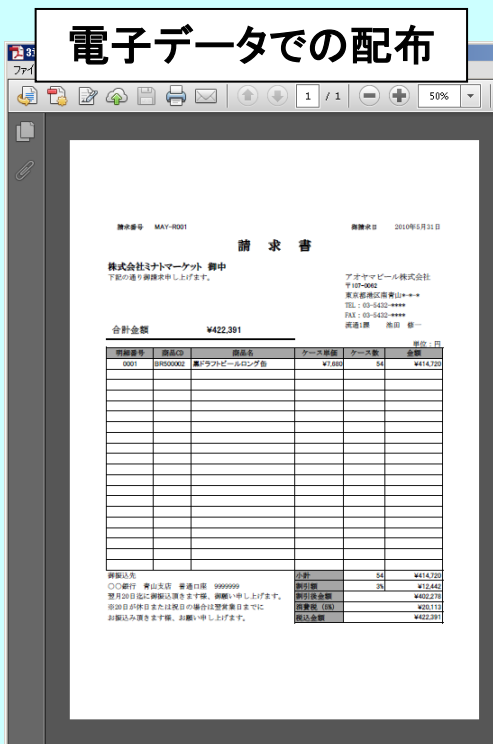 電子データでの配布
ファイ
1 / 1
50%
請求番号 MAY-R001
御請求日 2010年5月31日
請 求 書
株式会社ミナトマーケット 御中
下記の通り御請求申し上げます。
アオヤマビール株式会社
〒107-0062
東京都港区南青山*-*-*
TEL：03-5432-****
FAX：03-5432-****
流通1課 池田 修一
合計金額 ¥422,391
単位：円
明細番号 商品CD 商品名 ケース単価 ケース数 金額
0001 BR500002 黒ドラフトビールロング缶 ¥7,680 54 ¥414,720
御振込先
〇〇銀行 青山支店 普通口座 9999999
翌月20日迄に御振込頂きます様、御願い申し上げます。
※20日が休日または祝日の場合は翌営業日までに
お振込み頂きます様、お願い申し上げます。
小計 54 ¥414,720
割引額 3% ¥12,442
割引後金額 ¥402,278
消費税（5%） ¥20,113
税込金額 ¥422,391